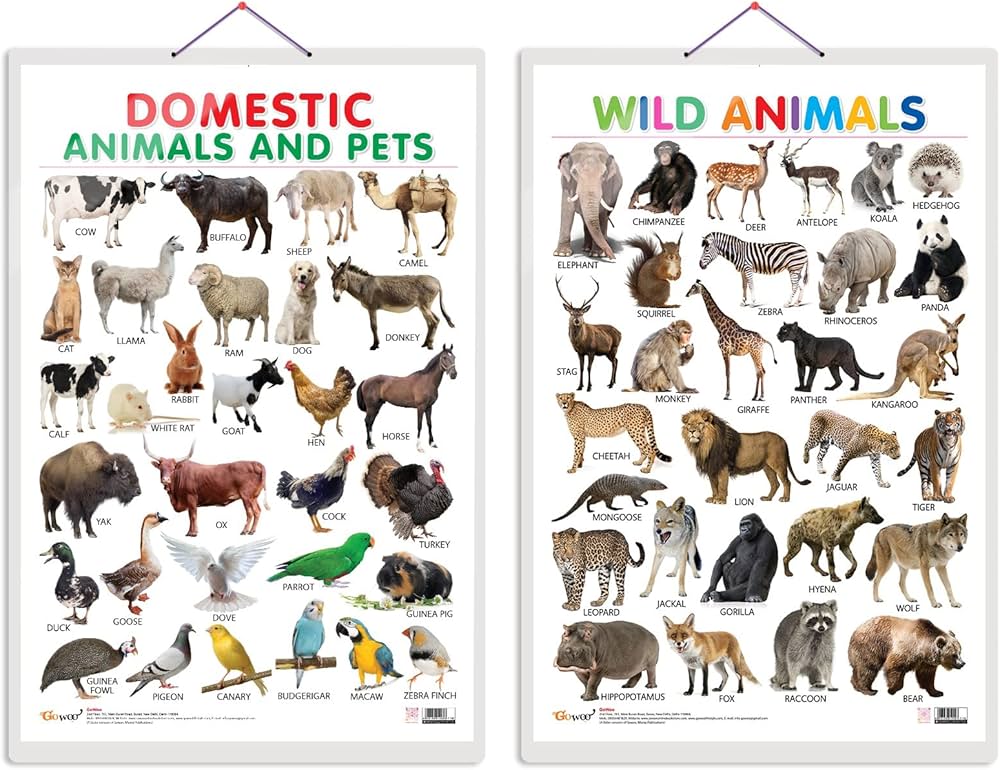 DOMESTIC
ANIMALS AND PETS
COW
BUFFALO
SHEEP
CAMEL
CAT
LLAMA
RAM
DOG
DONKEY
CALF
WHITE RAT
RABBIT
GOAT
HEN
HORSE
YAK
OX
COCK
TURKEY
DUCK
GOOSE
DOVE
PARROT
GUINEA PIG
GUINEA
FOWL
PIGEON
CANARY
BUDGERIGAR
MACAW
ZEBRA FINCH
Gowoo
GoWoo
WILD ANIMALS
ELEPHANT
CHIMPANZEE
DEER
ANTELOPE
KOALA
HEDGEHOG
SQUIRREL
ZEBRA
RHINOCEROS
PANDA
STAG
MONKEY
GIRAFFE
PANTHER
KANGAROO
CHEETAH
LION
JAGUAR
TIGER
MONGOOSE
LEOPARD
JACKAL
GORILLA
HYENA
WOLF
HIPPOPOTAMUS
FOX
RACCOON
BEAR
Gowoo
GoWoo